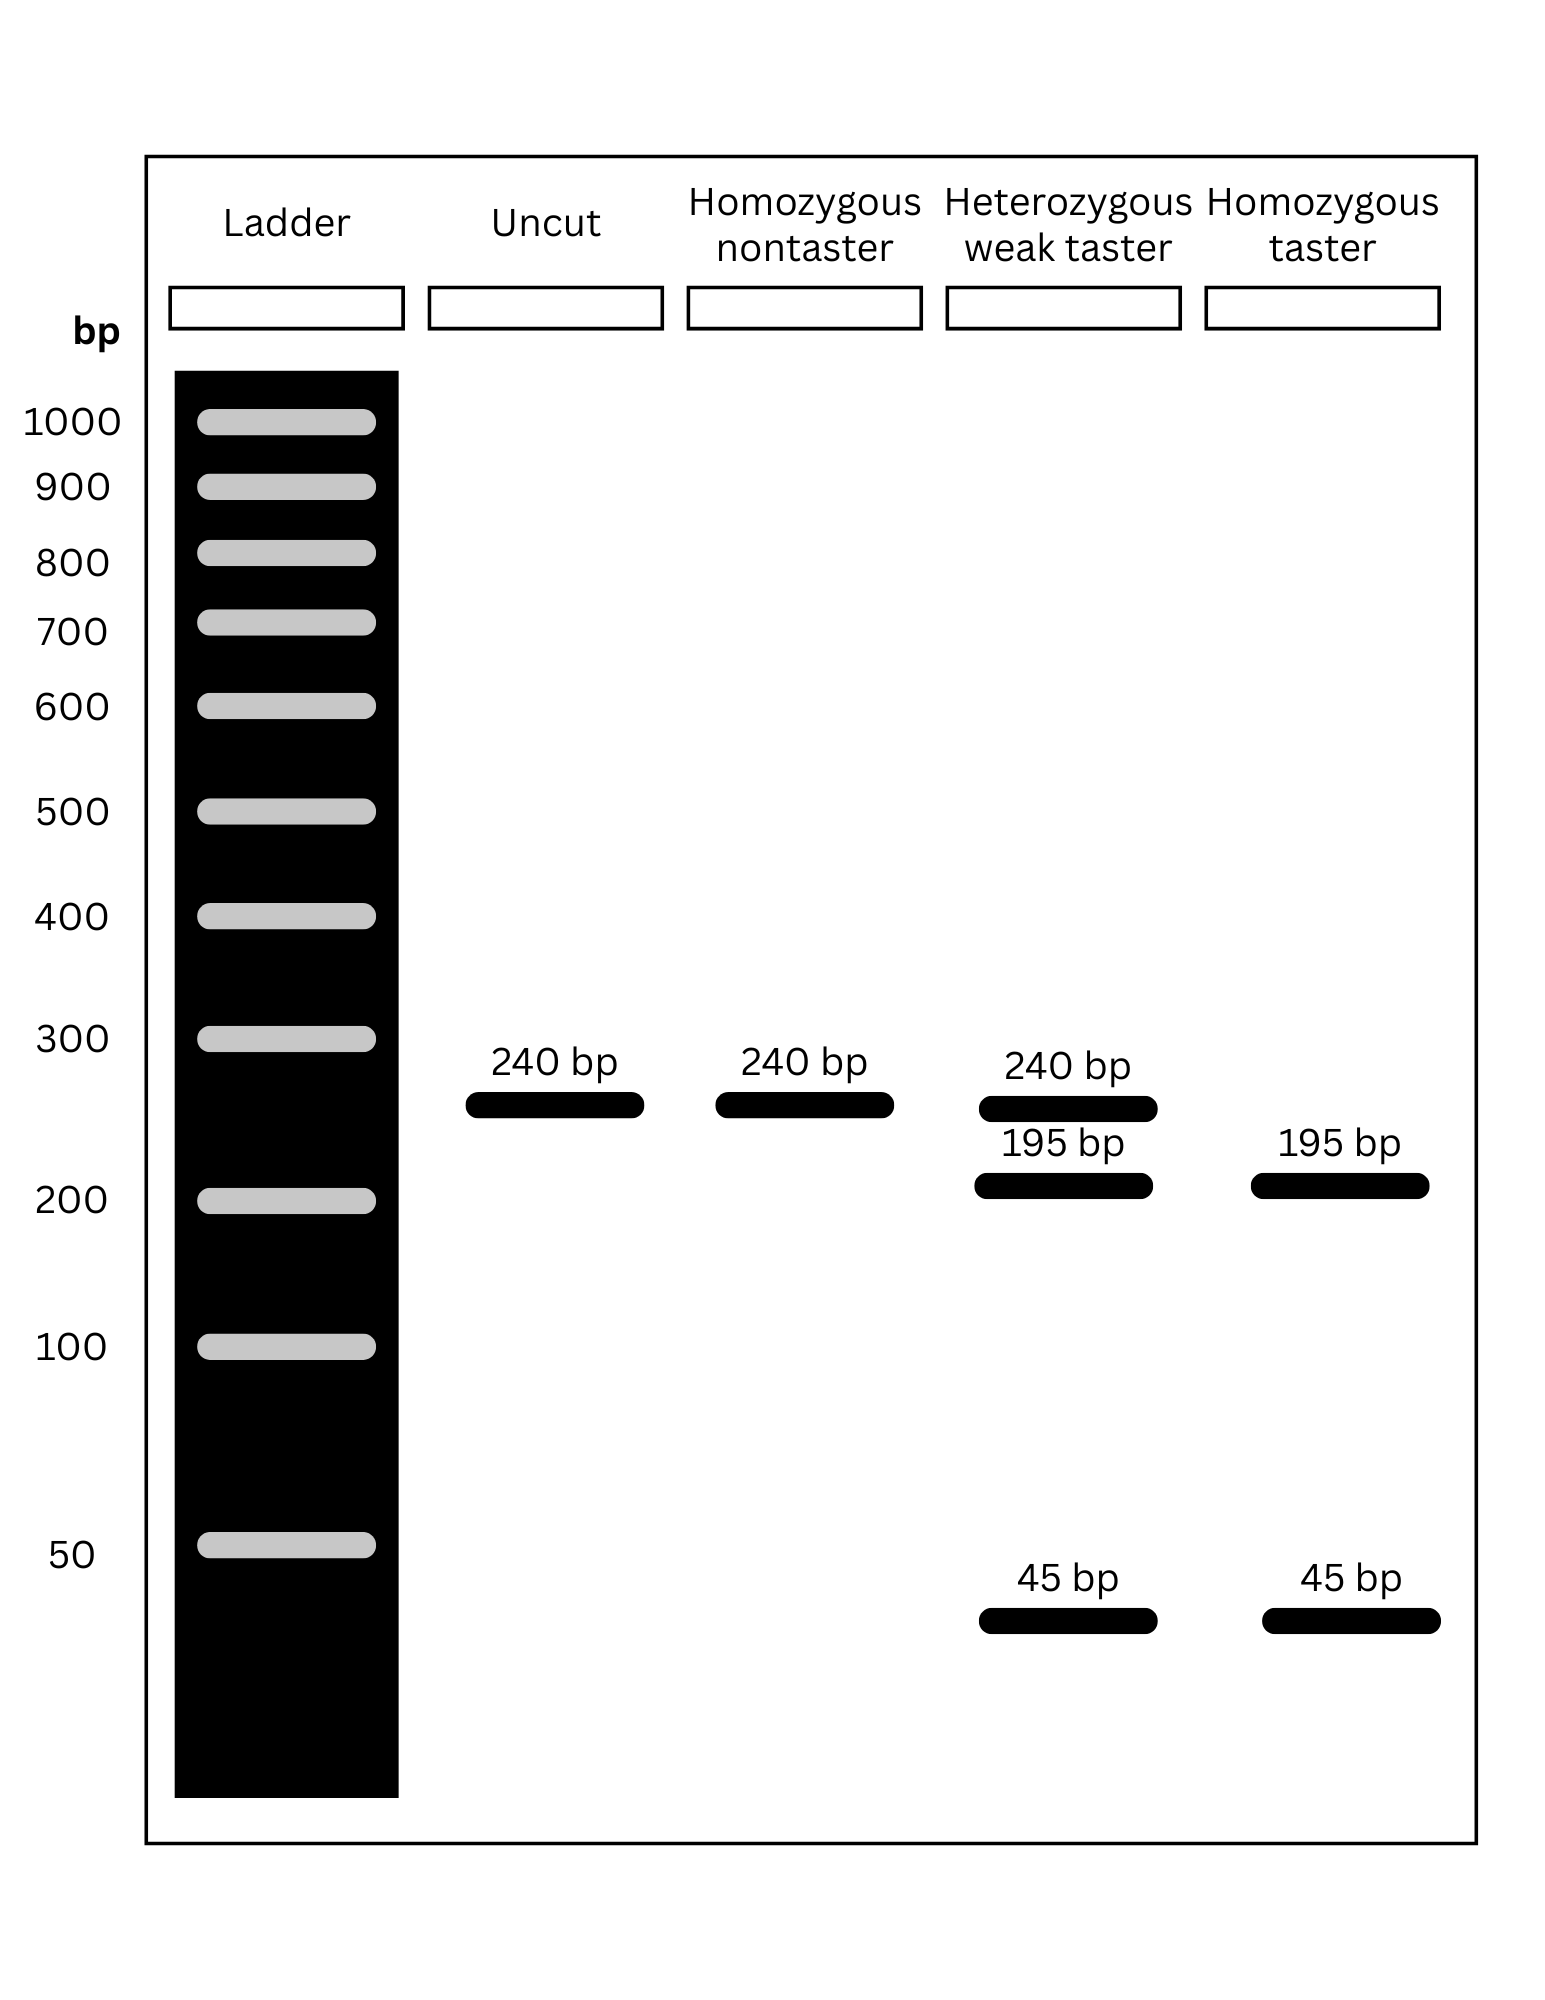 Ladder
Uncut
Homozygous
nontaster
Heterozygous
weak taster
Homozygous
taster
bp
1000
900
800
700
600
500
400
300
240 bp
240 bp
240 bp
195 bp
195 bp
200
100
50
45 bp
45 bp